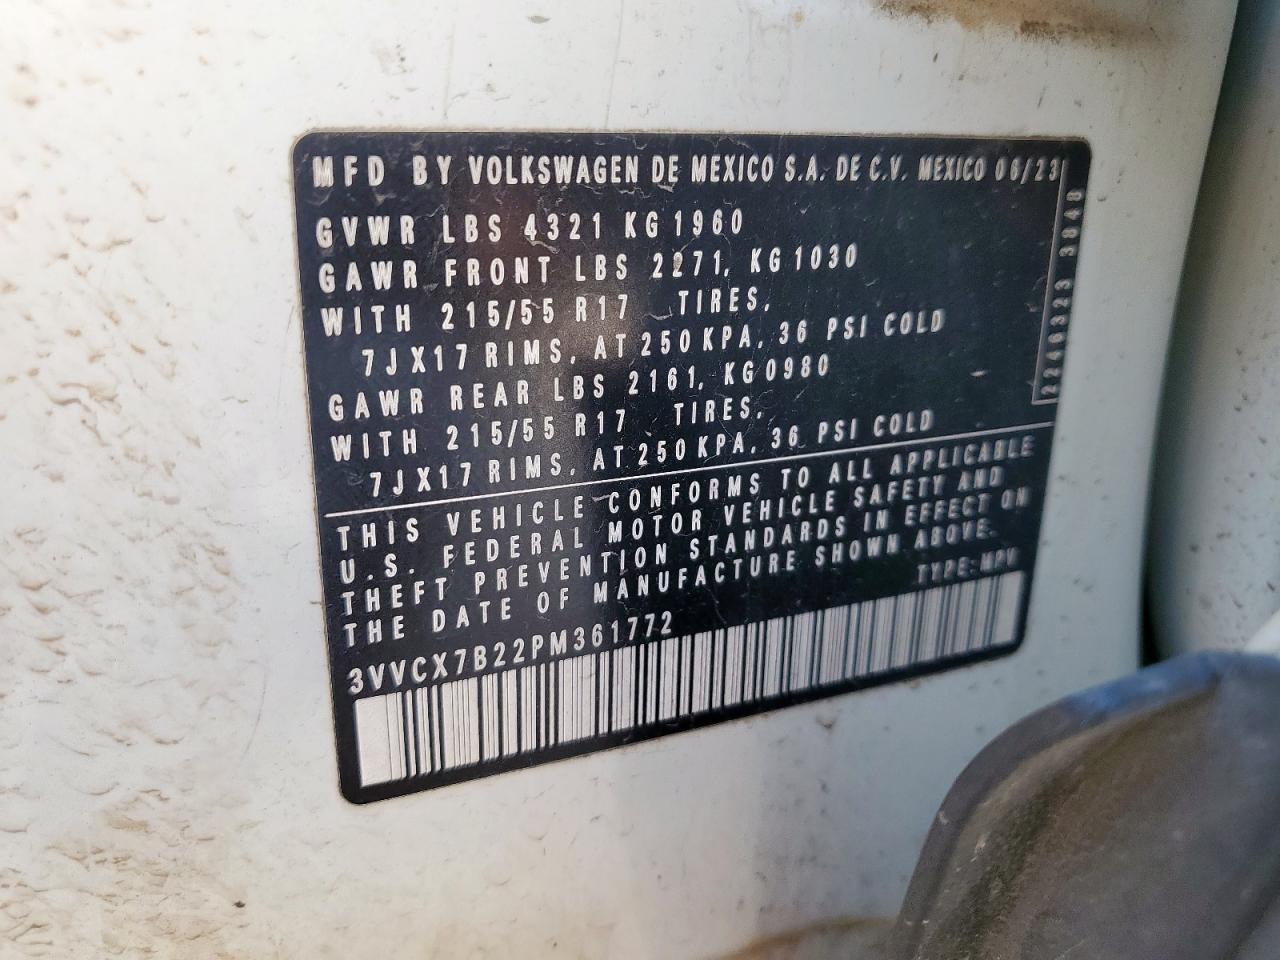 MFD BY VOLKSWAGEN DE MEXICO S.A. DE C.V. MEXICO 06/23
GVWR LBS 4321 KG 1960
GAWR FRONT LBS 2271, KG 1030
WITH 215/55 R17 TIRES,
7JX17 RIMS, AT 250 KPA, 36 PSI COLD
GAWR REAR LBS 2161, KG0980
WITH 215/55 R17 TIRES,
7JX17 RIMS, AT 250 KPA, 36 PSI COLD
THIS VEHICLE CONFORMS TO ALL APPLICABLE
U.S. FEDERAL MOTOR VEHICLE SAFETY AND
THEFT PREVENTION STANDARDS IN EFFECT ON
THE DATE OF MANUFACTURE SHOWN ABOVE.
TYPE: MPV
3VVCX7B22PM361772